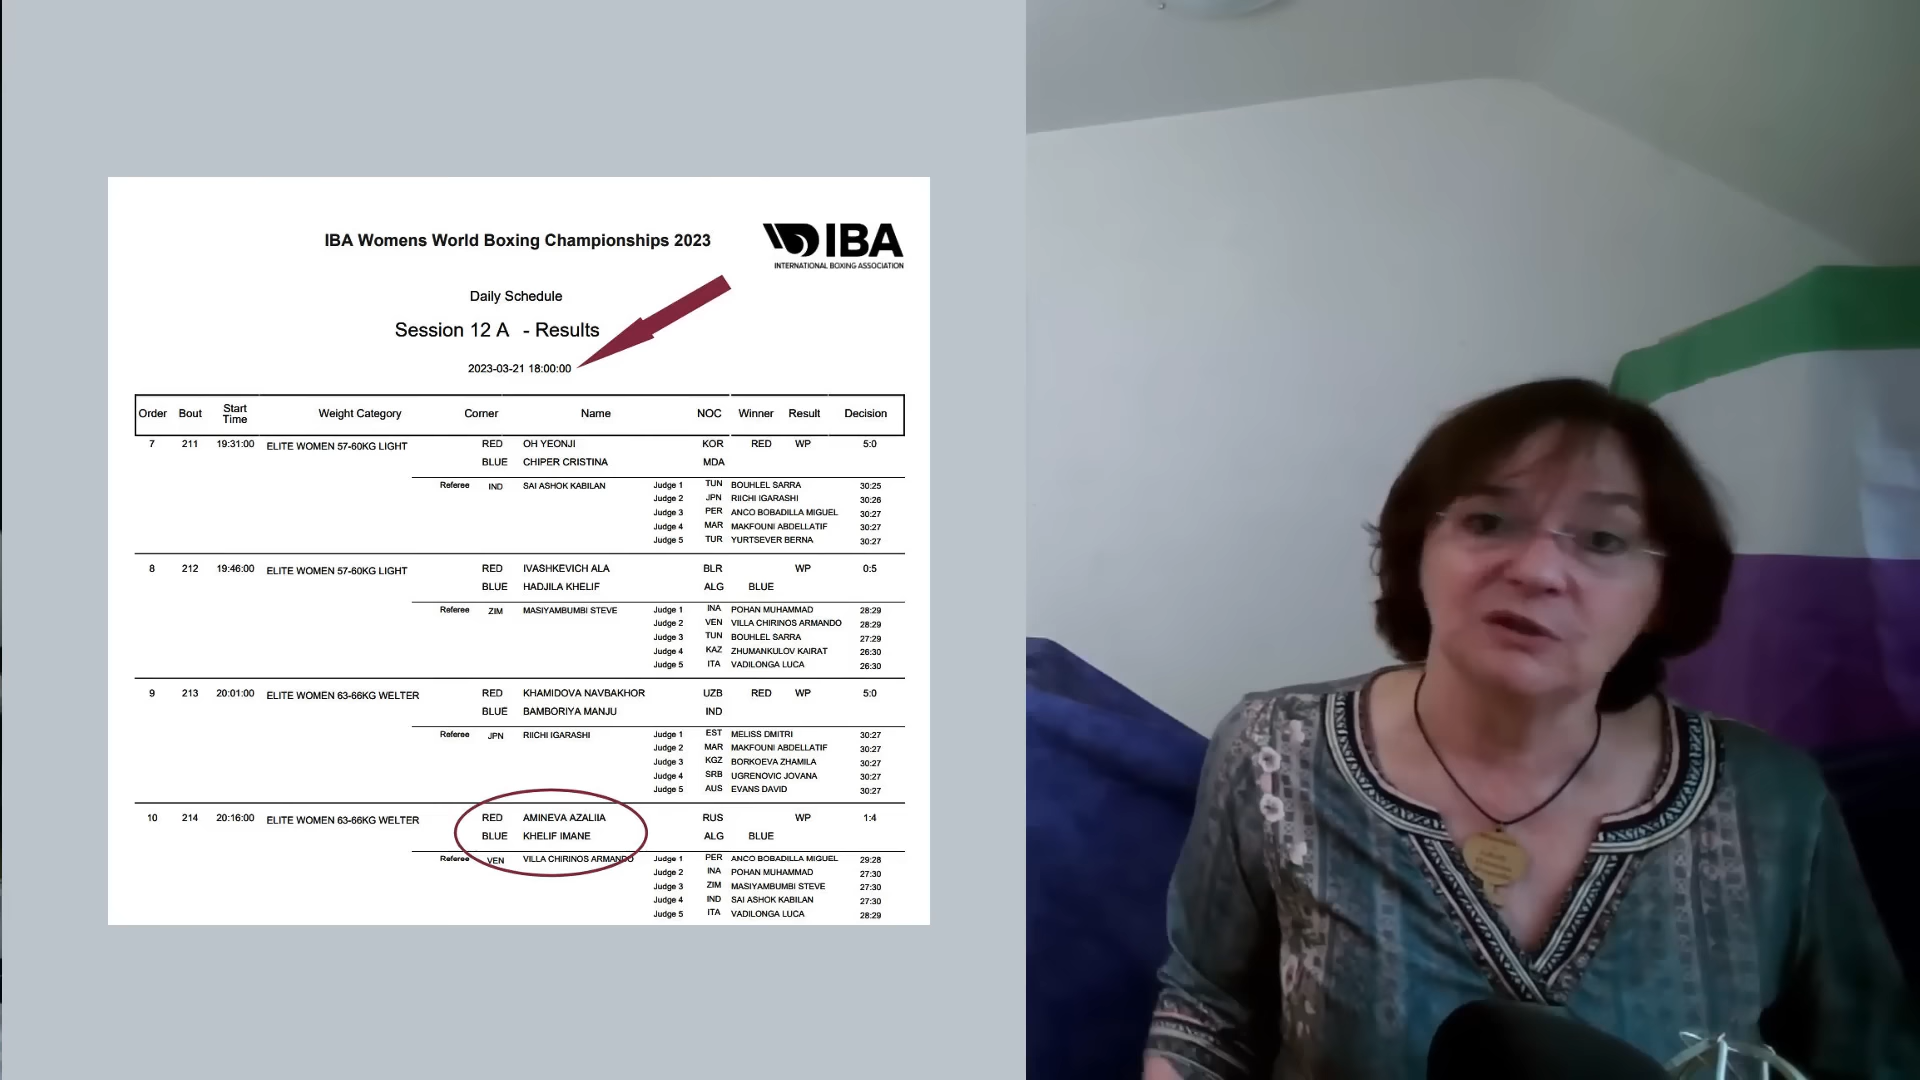 IBA Womens World Boxing Championships 2023
IBA
INTERNATIONAL BOXING ASSOCIATION
Daily Schedule
Session 12 A - Results
2023-03-21 18:00:00
Order Bout Start Time Weight Category Corner Name NOC Winner Result Decision
7 211 19:31:00 ELITE WOMEN 57-60KG LIGHT RED OH YEONJI KOR RED WP 5:0
BLUE CHIPER CRISTINA MDA
Referee IND SAI ASHOK KABILAN Judge 1 TUN BOUHLEL SARRA 30:25
Judge 2 JPN RIICHI IGARASHI 30:26
Judge 3 PER ANCO BOBADILLA MIGUEL 30:27
Judge 4 MAR MAKFOUNI ABDELLATIF 30:27
Judge 5 TUR YURTSEVER BERNA 30:27
8 212 19:46:00 ELITE WOMEN 57-60KG LIGHT RED IVASHKEVICH ALA BLR WP 0:5
BLUE HADJILA KHELIF ALG BLUE
Referee ZIM MASIYAMBUMBI STEVE Judge 1 INA POHAN MUHAMMAD 28:29
Judge 2 VEN VILLA CHIRINOS ARMANDO 28:29
Judge 3 TUN BOUHLEL SARRA 27:29
Judge 4 KAZ ZHUMANKULOV KAIRAT 26:30
Judge 5 ITA VADILONGA LUCA 26:30
9 213 20:01:00 ELITE WOMEN 63-66KG WELTER RED KHAMIDOVA NAVBAKHOR UZB RED WP 5:0
BLUE BAMBORIYA MANJU IND
Referee JPN RIICHI IGARASHI Judge 1 EST MELISS DMITRI 30:27
Judge 2 MAR MAKFOUNI ABDELLATIF 30:27
Judge 3 KGZ BORKOEVA ZHAMILA 30:27
Judge 4 SRB UGRENOVIC JOVANA 30:27
Judge 5 AUS EVANS DAVID 30:27
10 214 20:16:00 ELITE WOMEN 63-66KG WELTER RED AMINEVA AZALIIA RUS WP 1:4
BLUE KHELIF IMANE ALG BLUE
Referee VEN VILLA CHIRINOS ARMANDO Judge 1 PER ANCO BOBADILLA MIGUEL 29:28
Judge 2 INA POHAN MUHAMMAD 27:30
Judge 3 ZIM MASIYAMBUMBI STEVE 27:30
Judge 4 IND SAI ASHOK KABILAN 27:30
Judge 5 ITA VADILONGA LUCA 28:29